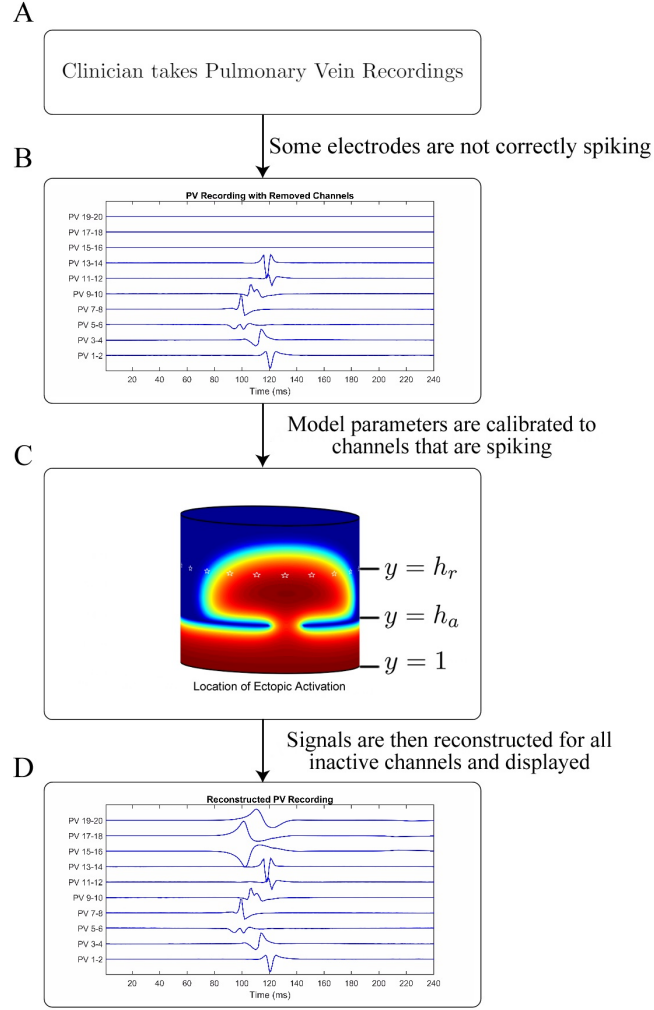 A
Clinician takes Pulmonary Vein Recordings
Some electrodes are not correctly spiking
B
PV Recording with Removed Channels
PV 19-20
PV 17-18
PV 15-16
PV 13-14
PV 11-12
PV 9-10
PV 7-8
PV 5-6
PV 3-4
PV 1-2
20 40 60 80 100 120 140 160 180 200 220 240
Time (ms)
Model parameters are calibrated to
channels that are spiking
C
y = h_r
y = h_a
y = 1
Location of Ectopic Activation
Signals are then reconstructed for all
inactive channels and displayed
D
Reconstructed PV Recording
PV 19-20
PV 17-18
PV 15-16
PV 13-14
PV 11-12
PV 9-10
PV 7-8
PV 5-6
PV 3-4
PV 1-2
20 40 60 80 100 120 140 160 180 200 220 240
Time (ms)